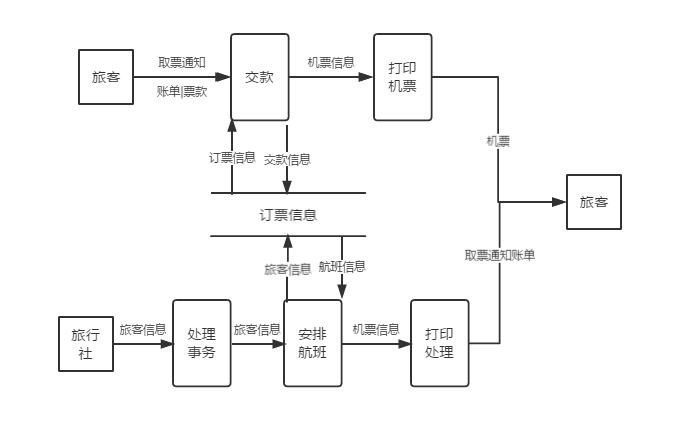 旅客
取票通知
账单|票款
交款
机票信息
打印
机票
机票
订票信息
交款信息
订票信息
旅客
取票通知账单
旅客信息
航班信息
旅行
社
旅客信息
处理
事务
旅客信息
安排
航班
机票信息
打印
处理